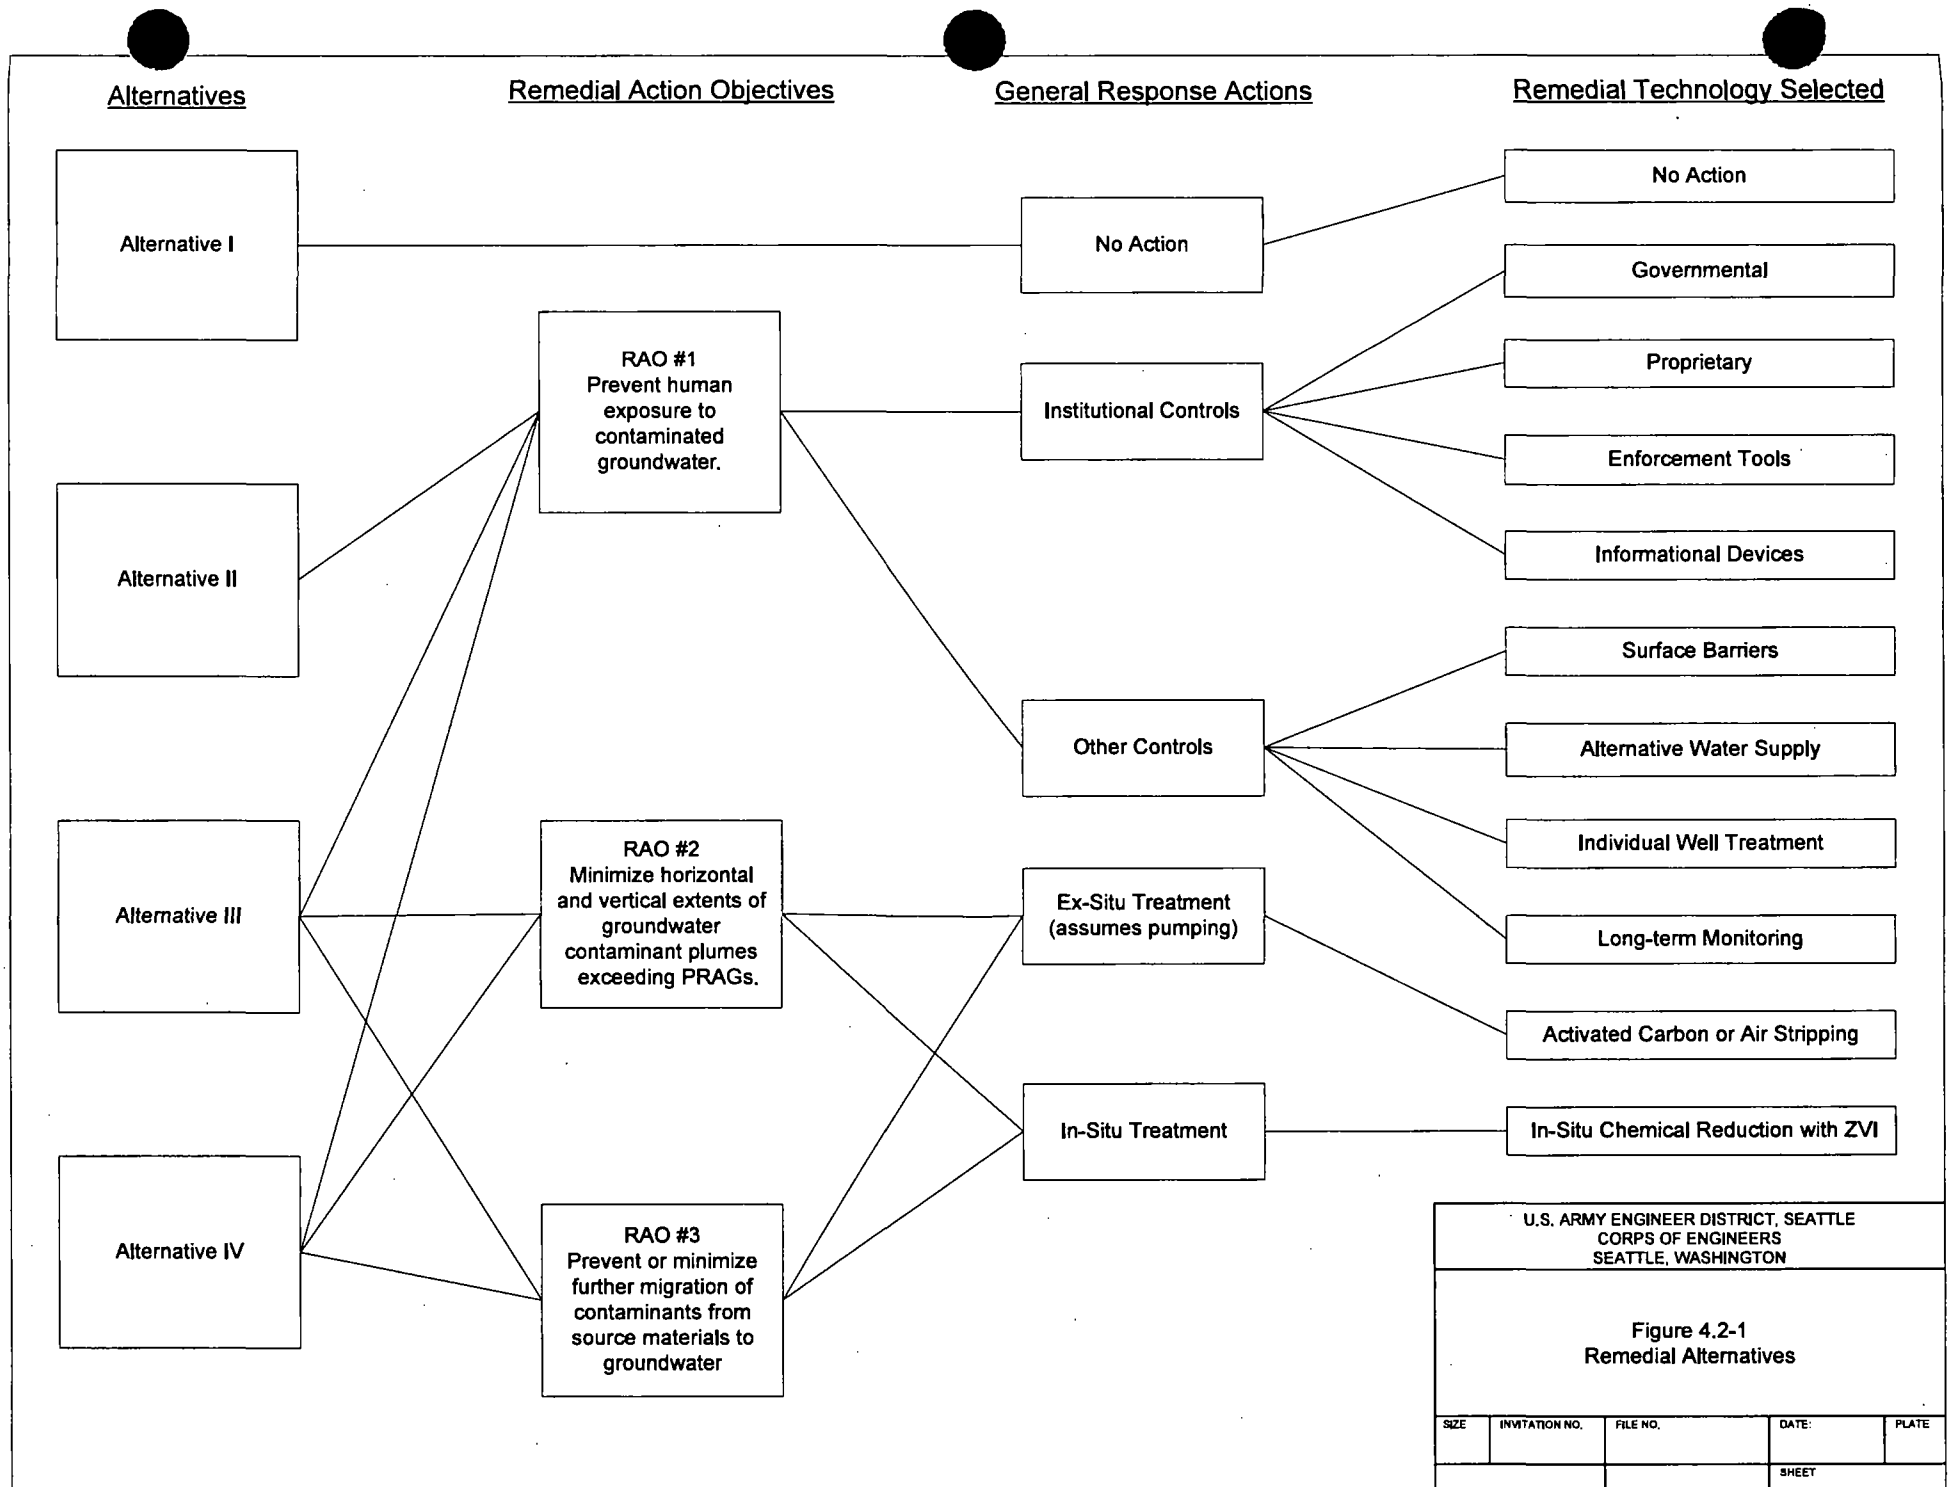 Alternatives
Remedial Action Objectives
General Response Actions
Remedial Technology Selected
Alternative I
Alternative II
Alternative III
Alternative IV
RAO #1
Prevent human
exposure to
contaminated
groundwater.
RAO #2
Minimize horizontal
and vertical extents of
groundwater
contaminant plumes
exceeding PRAGs.
RAO #3
Prevent or minimize
further migration of
contaminants from
source materials to
groundwater
No Action
Institutional Controls
Other Controls
Ex-Situ Treatment
(assumes pumping)
In-Situ Treatment
No Action
Governmental
Proprietary
Enforcement Tools
Informational Devices
Surface Barriers
Alternative Water Supply
Individual Well Treatment
Long-term Monitoring
Activated Carbon or Air Stripping
In-Situ Chemical Reduction with ZVI
U.S. ARMY ENGINEER DISTRICT, SEATTLE
CORPS OF ENGINEERS
SEATTLE, WASHINGTON
Figure 4.2-1
Remedial Alternatives
SIZE
INVITATION NO.
FILE NO.
DATE:
PLATE
SHEET